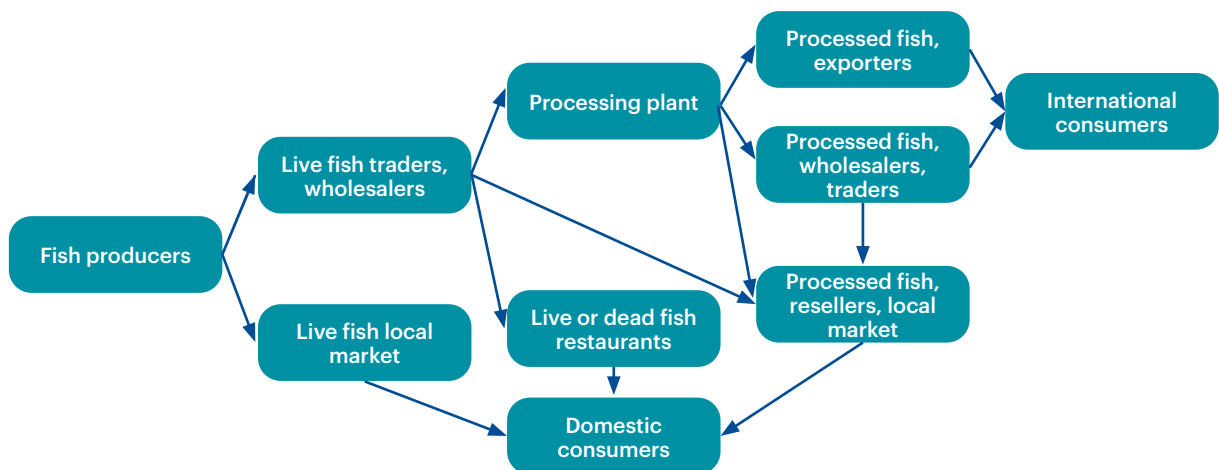 Processed fish,
exporters
Processing plant
International
consumers
Live fish traders,
wholesalers
Processed fish,
wholesalers,
traders
Fish producers
Processed fish,
resellers, local
market
Live fish local
market
Live or dead fish
restaurants
Domestic
consumers